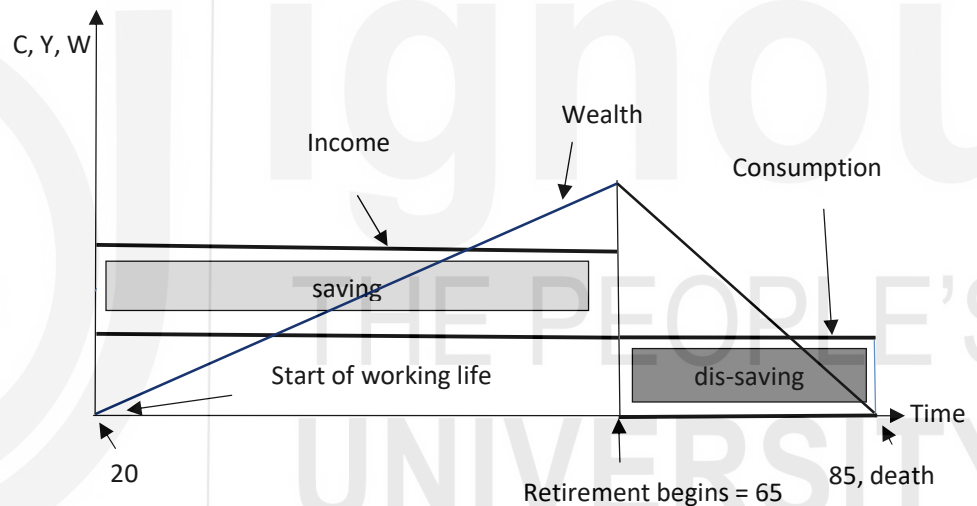 ignou
C, Y, W
Wealth
Income
Consumption
saving
THE PEOPLE'S
Start of working life
dis-saving
Time
20
UNIVERSITY
Retirement begins = 65
85, death